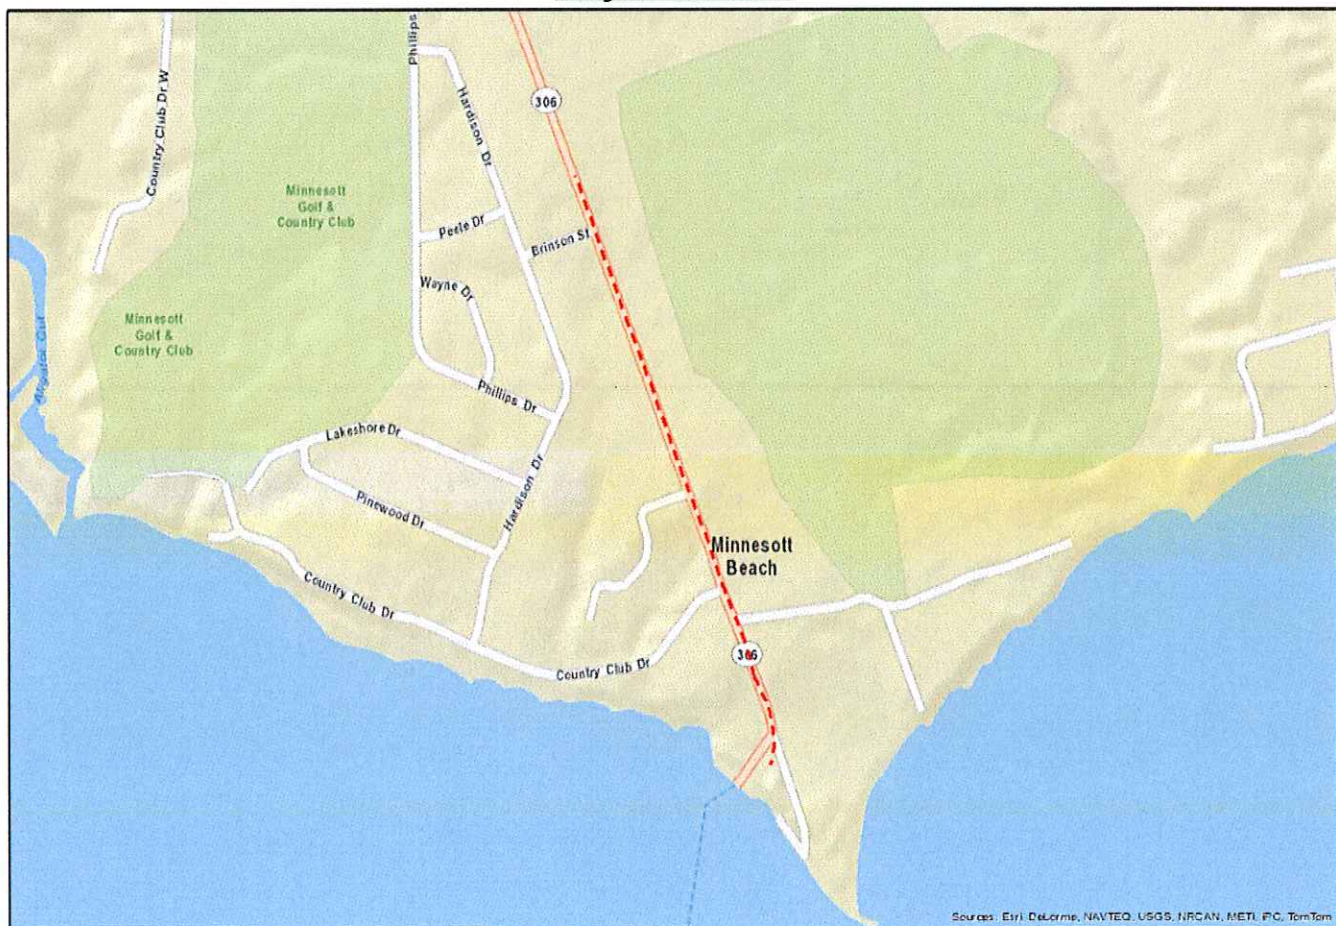 Phillips
306
Country Club Dr W
Hardison Dr
Minnesott
Golf &
Country Club
Peele Dr
Brinson St
Wayne Dr
Minnesott
Golf &
Country Club
Phillips Dr
Lakeshore Dr
Pinewood Dr
Hardison Dr
Minnesott
Beach
Country Club Dr
Country Club Dr
306
Sources: Esri, DeLorme, NAVTEQ, USGS, NRCAN, METI, iPC, TomTom